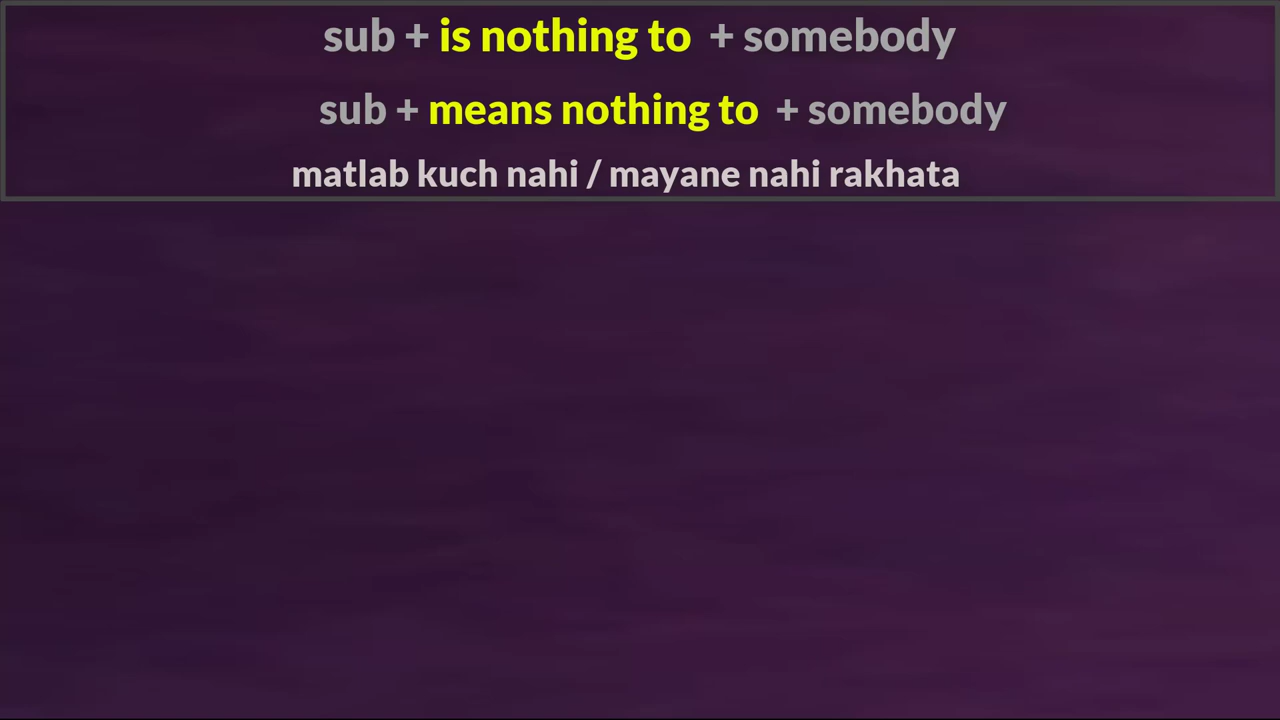 sub + is nothing to + somebody
sub + means nothing to + somebody
matlab kuch nahi / mayane nahi rakhata